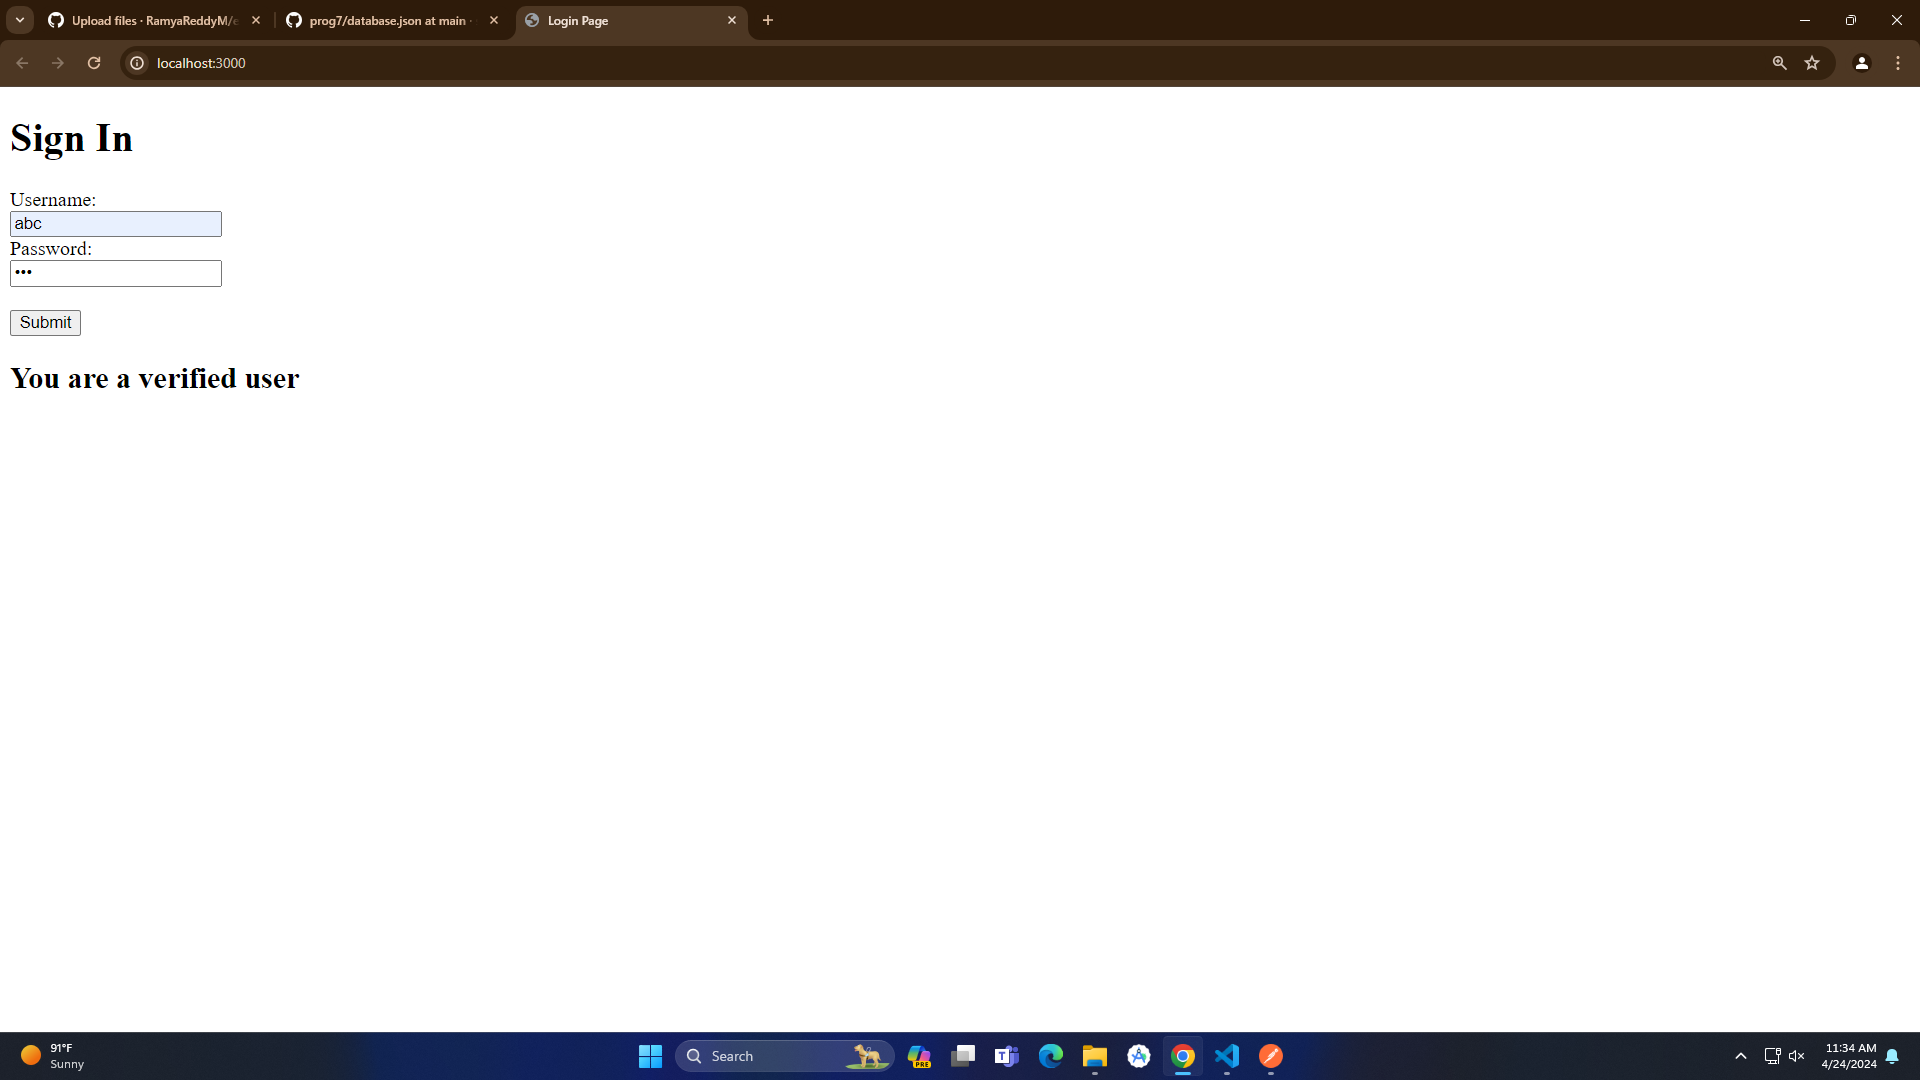 Upload files · RamyaReddyM/e
prog7/database.json at main ·
Login Page
localhost:3000
Sign In
Username:
abc
Password:
•••
Submit
You are a verified user
91°F
Sunny
Search
PRE
11:34 AM
4/24/2024